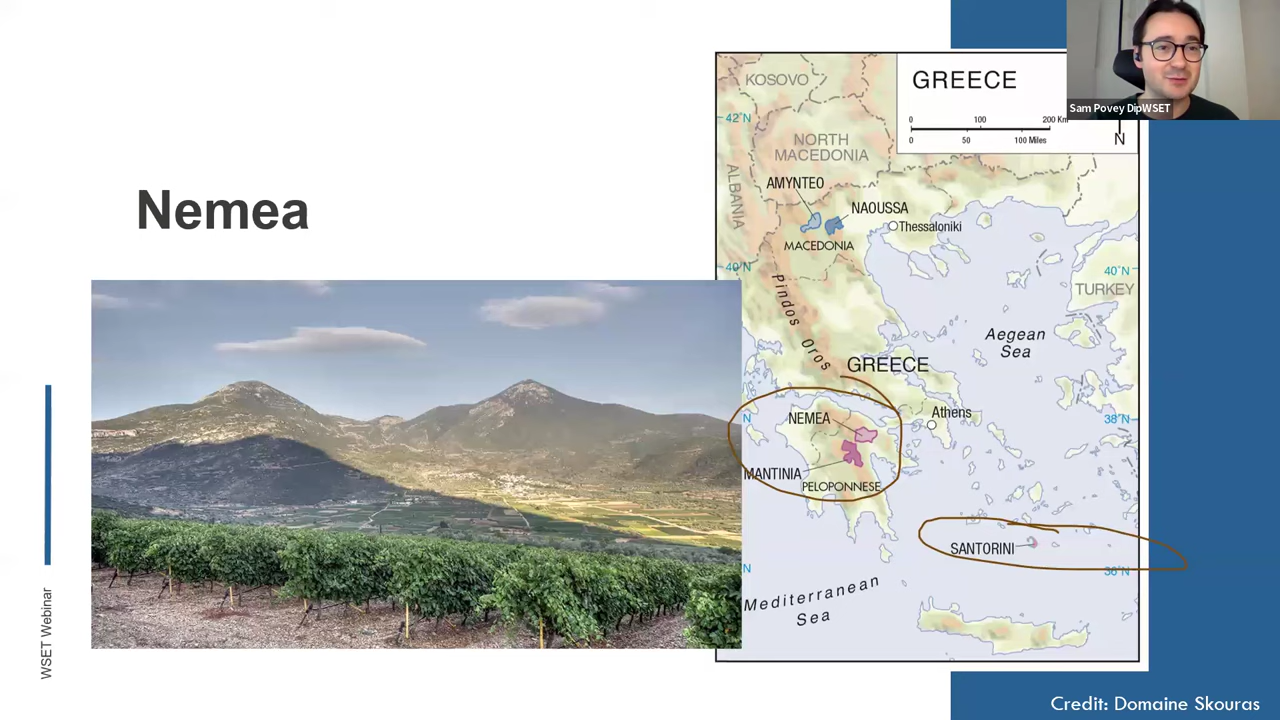 Nemea
WSET Webinar
KOSOVO
GREECE
0 100 200 Km
0 50 100 Miles
N
42°N
NORTH
MACEDONIA
ALBANIA
AMYNTEO
NAOUSSA
Thessaloniki
MACEDONIA
40°N
40°N
TURKEY
Pindos Oros
Aegean
Sea
GREECE
NEMEA
Athens
N
38°N
MANTINIA
PELOPONNESE
SANTORINI
N
36°N
Mediterranean
Sea
Sam Povey DipWSET
Credit: Domaine Skouras